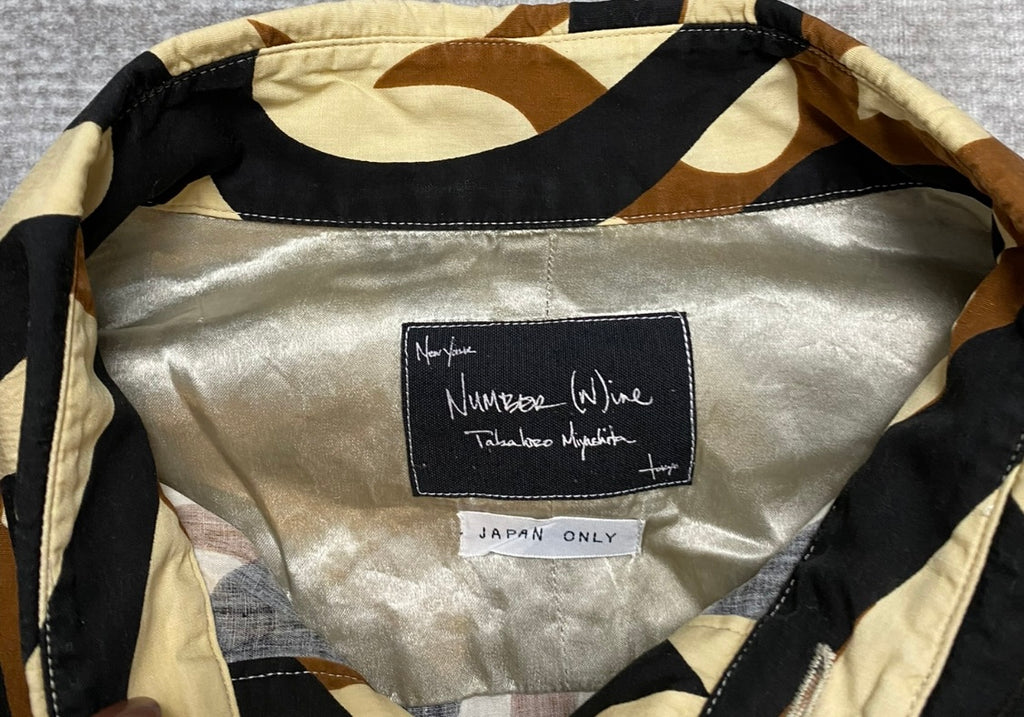 New York
NUMBER (N)ine
Takahiro Miyashita
tokyo
JAPAN ONLY